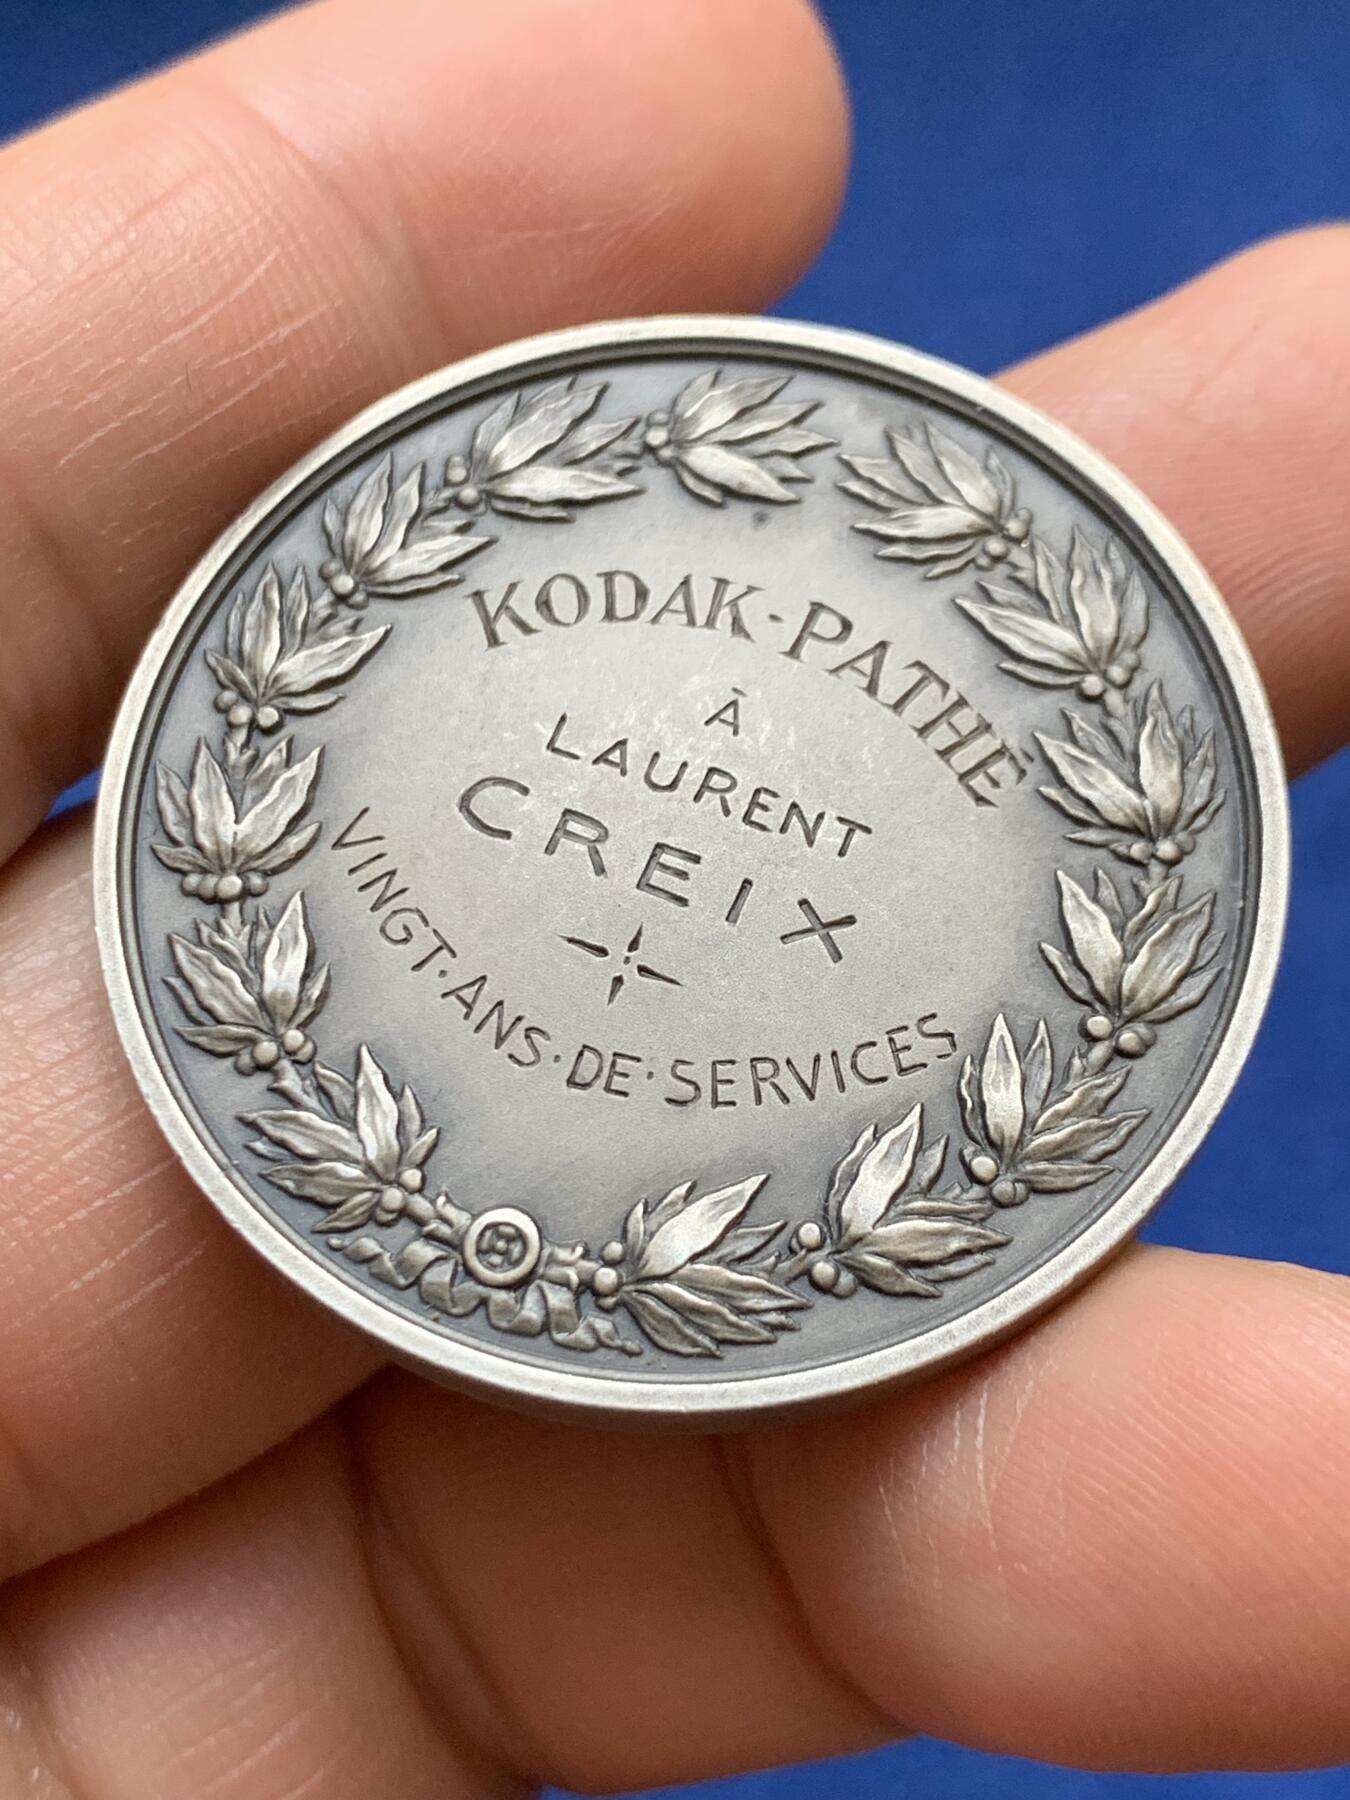 KODAK·PATHÉ
À
LAURENT
CREIX
VINGT·ANS·DE·SERVICES